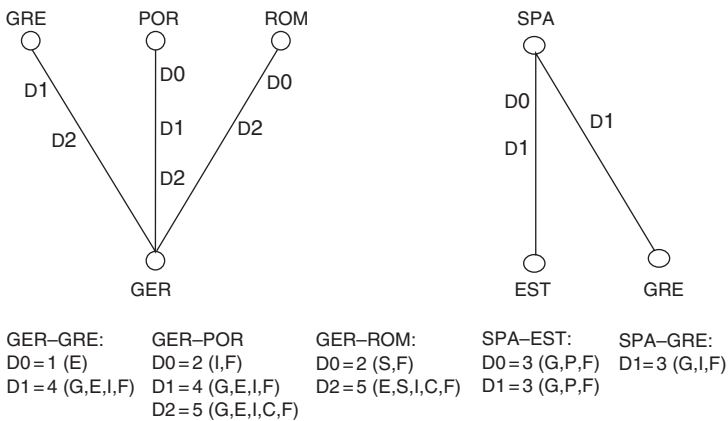 GRE POR ROM SPA
D1 D0 D0 D0 D1
D2 D1 D2 D1
D2
GER EST GRE
GER–GRE:
D0=1 (E)
D1=4 (G,E,I,F)
GER–POR
D0=2 (I,F)
D1=4 (G,E,I,F)
D2=5 (G,E,I,C,F)
GER–ROM:
D0=2 (S,F)
D2=5 (E,S,I,C,F)
SPA–EST:
D0=3 (G,P,F)
D1=3 (G,P,F)
SPA–GRE:
D1=3 (G,I,F)